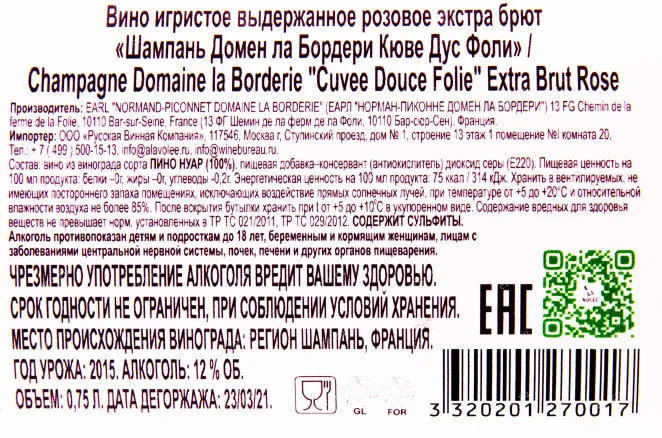 Вино игристое выдержанное розовое экстра брют
«Шампань Домен ла Бордери Кюве Дус Фоли» /
Champagne Domaine la Borderie "Cuvee Douce Folie" Extra Brut Rose
Производитель: EARL "NORMAND-PICONNET DOMAINE LA BORDERIE" (ЕАРЛ "НОРМАН-ПИКОННЕ ДОМЕН ЛА БОРДЕРИ") 13 FG Chemin de la
ferme de la Folie, 10110 Bar-sur-Seine, France (13 ФГ Шемин де ла ферм де ла Фоли, 10110 Бар-сюр-Сен), Франция.
Импортер: ООО «Русская Винная Компания», 117546, Москва г, Ступинский проезд, дом № 1, строение 13 этаж 1 помещение №I комната 20,
Тел.: +7 ( 499 ) 500-15-13, info@alavolee.ru, info@winebureau.ru.
Состав: вино из винограда сорта ПИНО НУАР (100%), пищевая добавка–консервант (антиокислитель) диоксид серы (Е220). Пищевая ценность на
100 мл продукта: белки –0г, жиры –0г, углеводы -0,2г. Энергетическая ценность на 100 мл продукта: 75 ккал / 314 кДж. Хранить в вентилируемых, не
имеющих постороннего запаха помещениях, исключающих воздействие прямых солнечных лучей, при температуре от +5 до +20°С и относительной
влажности воздуха не более 85%. После вскрытия бутылки хранить при t от +5 до +10°С в укупоренном виде. Содержание вредных для здоровья
веществ не превышает норм, установленных в ТР ТС 021/2011, ТР ТС 029/2012. СОДЕРЖИТ СУЛЬФИТЫ.
Алкоголь противопоказан детям и подросткам до 18 лет, беременным и кормящим женщинам, лицам с
заболеваниями центральной нервной системы, почек, печени и других органов пищеварения.
ЧРЕЗМЕРНО УПОТРЕБЛЕНИЕ АЛКОГОЛЯ ВРЕДИТ ВАШЕМУ ЗДОРОВЬЮ.
СРОК ГОДНОСТИ НЕ ОГРАНИЧЕН, ПРИ СОБЛЮДЕНИИ УСЛОВИЙ ХРАНЕНИЯ.
МЕСТО ПРОИСХОЖДЕНИЯ ВИНОГРАДА: РЕГИОН ШАМПАНЬ, ФРАНЦИЯ.
ГОД УРОЖА: 2015. АЛКОГОЛЬ: 12 % ОБ.
ОБЪЕМ: 0,75 Л. ДАТА ДЕГОРЖАЖА: 23/03/21.
EAC
GL FOR
3 320201 270017